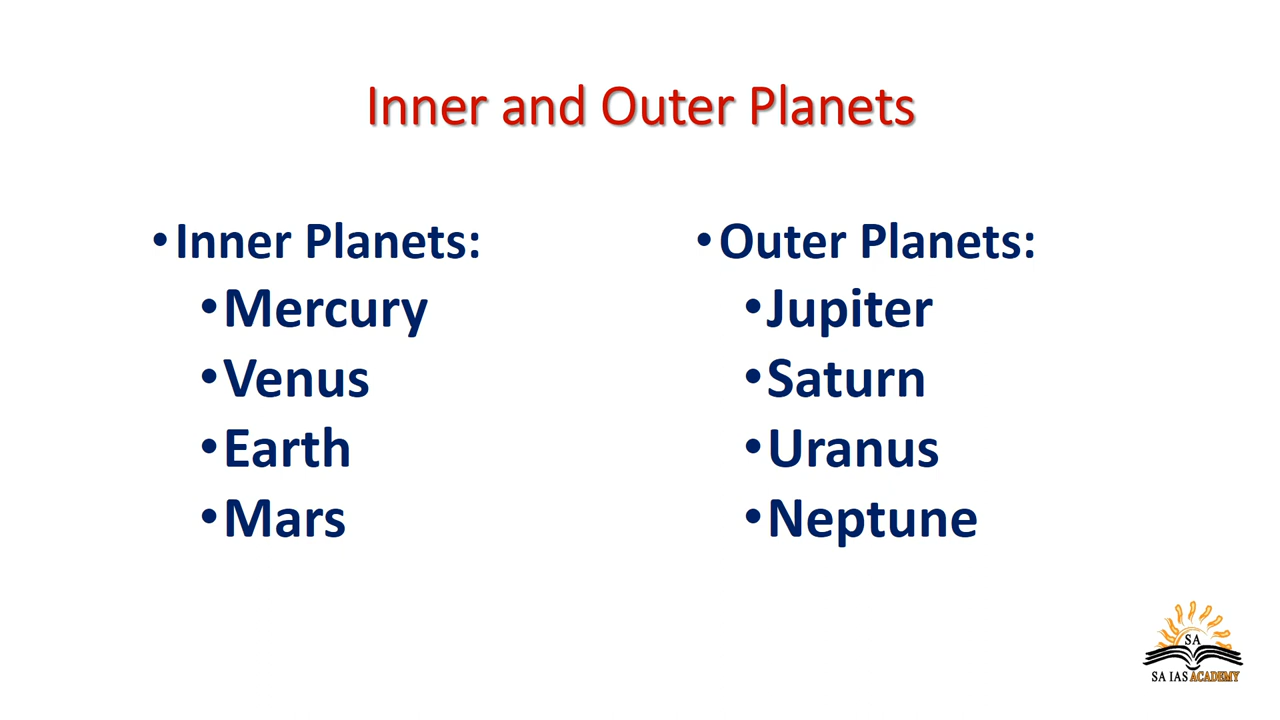 Inner and Outer Planets
•Inner Planets:
•Mercury
•Venus
•Earth
•Mars
•Outer Planets:
•Jupiter
•Saturn
•Uranus
•Neptune
SA
SA IAS ACADEMY